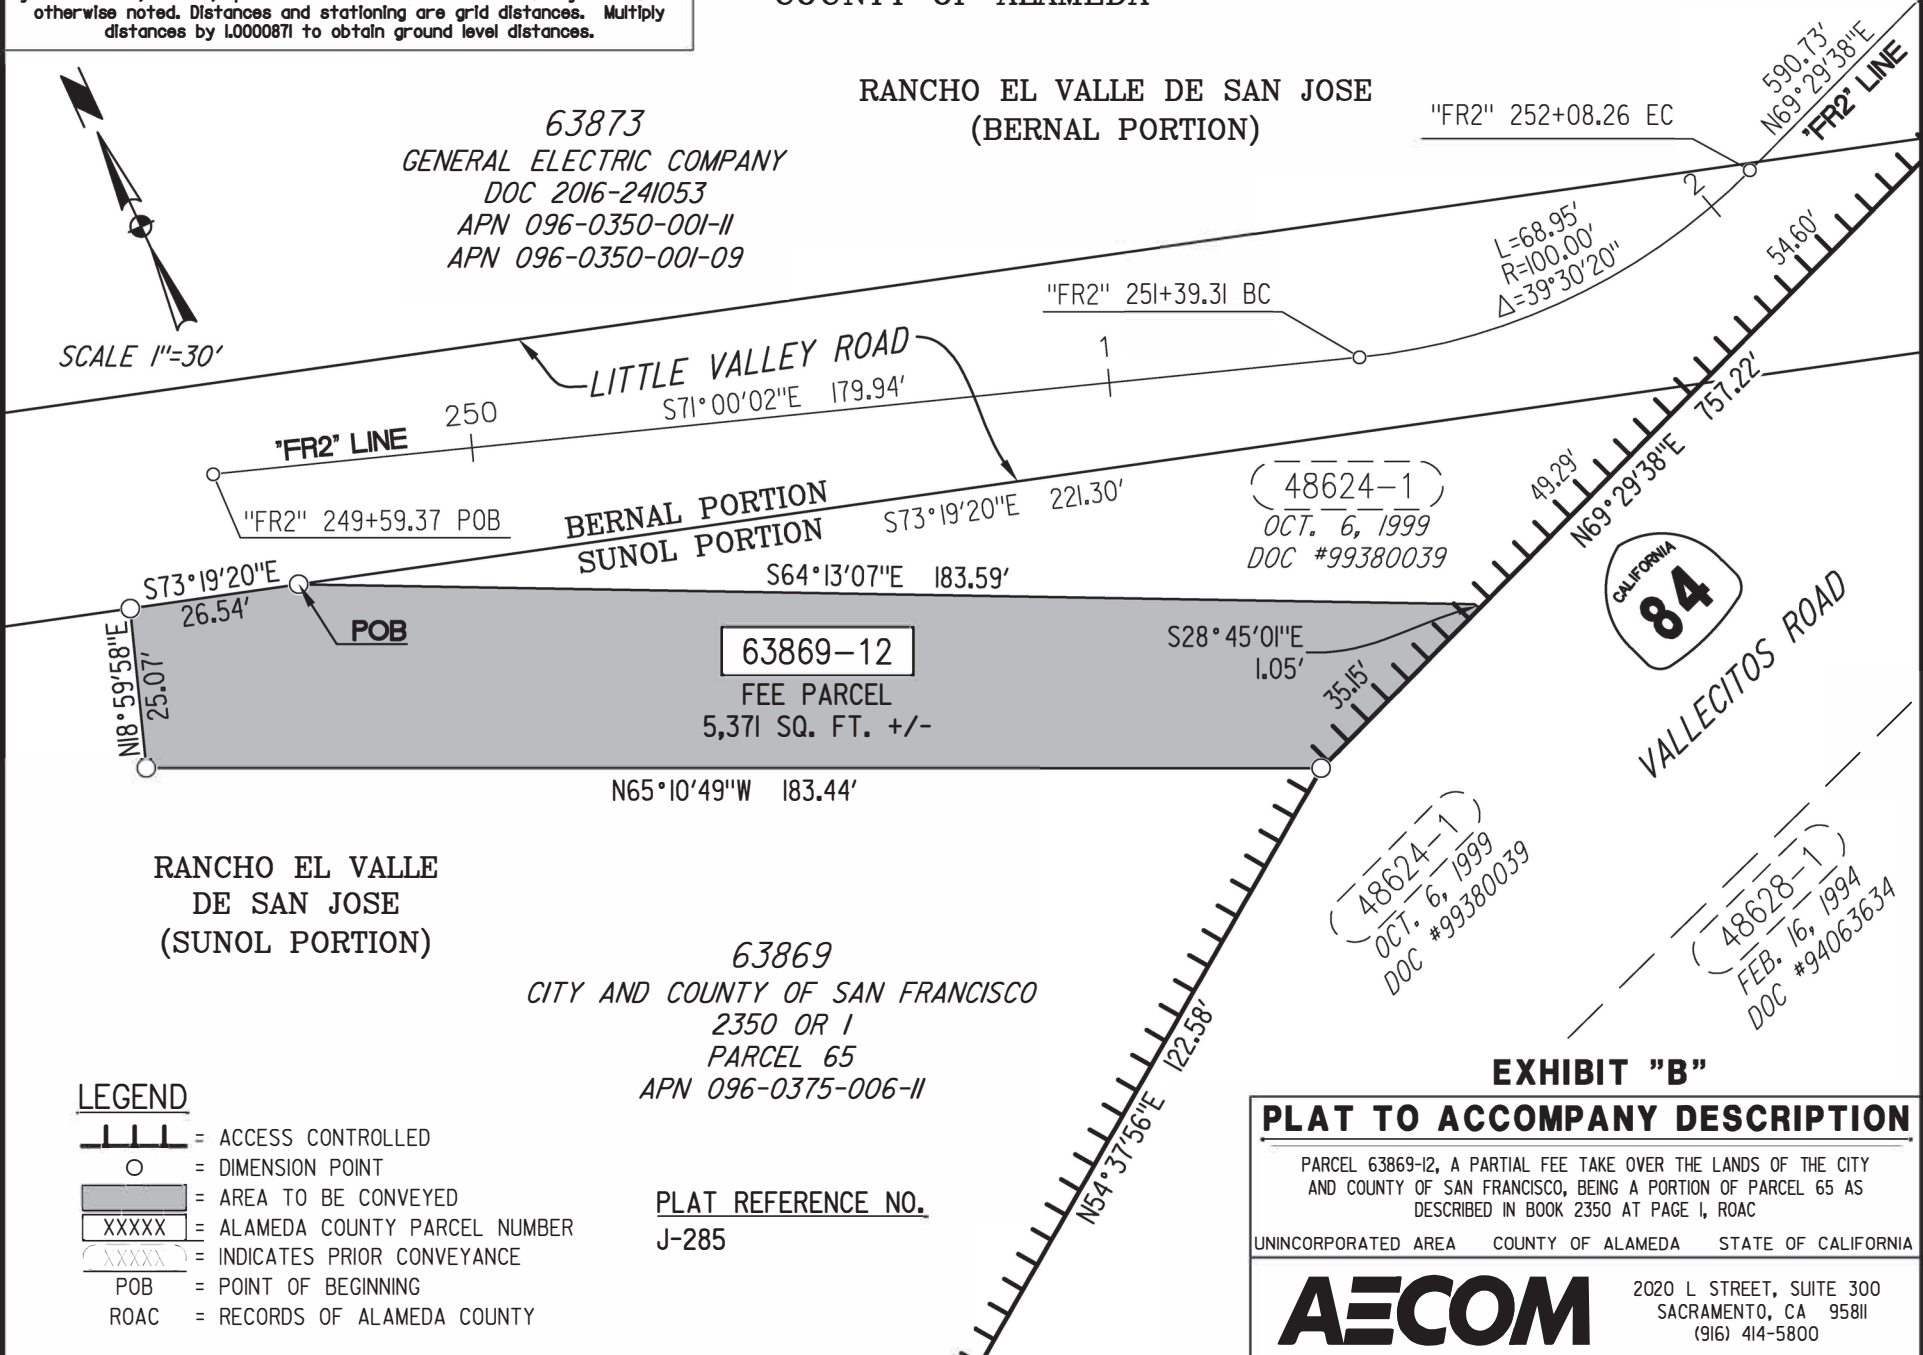 otherwise noted. Distances and stationing are grid distances. Multiply
distances by 1.0000871 to obtain ground level distances.
COUNTY OF ALAMEDA
RANCHO EL VALLE DE SAN JOSE
(BERNAL PORTION)
63873
GENERAL ELECTRIC COMPANY
DOC 2016-241053
APN 096-0350-001-11
APN 096-0350-001-09
SCALE 1"=30'
"FR2" 252+08.26 EC
590.73'
N69°29'38"E
"FR2" LINE
2
L=68.95'
R=100.00'
Δ=39°30'20"
54.60'
"FR2" 251+39.31 BC
LITTLE VALLEY ROAD
1
S71°00'02"E 179.94'
250
"FR2" LINE
"FR2" 249+59.37 POB
BERNAL PORTION
SUNOL PORTION
S73°19'20"E 221.30'
48624-1
OCT. 6, 1999
DOC #99380039
757.22'
49.29'
N69°29'38"E
S73°19'20"E
26.54'
POB
S64°13'07"E 183.59'
N18°59'58"E
25.07'
63869-12
FEE PARCEL
5,371 SQ. FT. +/-
S28°45'01"E
1.05'
35.15'
CALIFORNIA
84
VALLECITOS ROAD
N65°10'49"W 183.44'
RANCHO EL VALLE
DE SAN JOSE
(SUNOL PORTION)
63869
CITY AND COUNTY OF SAN FRANCISCO
2350 OR 1
PARCEL 65
APN 096-0375-006-11
48624-1
OCT. 6, 1999
DOC #99380039
48628-1
FEB. 16, 1994
DOC #94063634
122.58'
N54°37'56"E
LEGEND
= ACCESS CONTROLLED
= DIMENSION POINT
= AREA TO BE CONVEYED
XXXXX = ALAMEDA COUNTY PARCEL NUMBER
XXXXX = INDICATES PRIOR CONVEYANCE
POB = POINT OF BEGINNING
ROAC = RECORDS OF ALAMEDA COUNTY
PLAT REFERENCE NO.
J-285
EXHIBIT "B"
PLAT TO ACCOMPANY DESCRIPTION
PARCEL 63869-12, A PARTIAL FEE TAKE OVER THE LANDS OF THE CITY
AND COUNTY OF SAN FRANCISCO, BEING A PORTION OF PARCEL 65 AS
DESCRIBED IN BOOK 2350 AT PAGE 1, ROAC
UNINCORPORATED AREA COUNTY OF ALAMEDA STATE OF CALIFORNIA
AECOM
2020 L STREET, SUITE 300
SACRAMENTO, CA 95811
(916) 414-5800